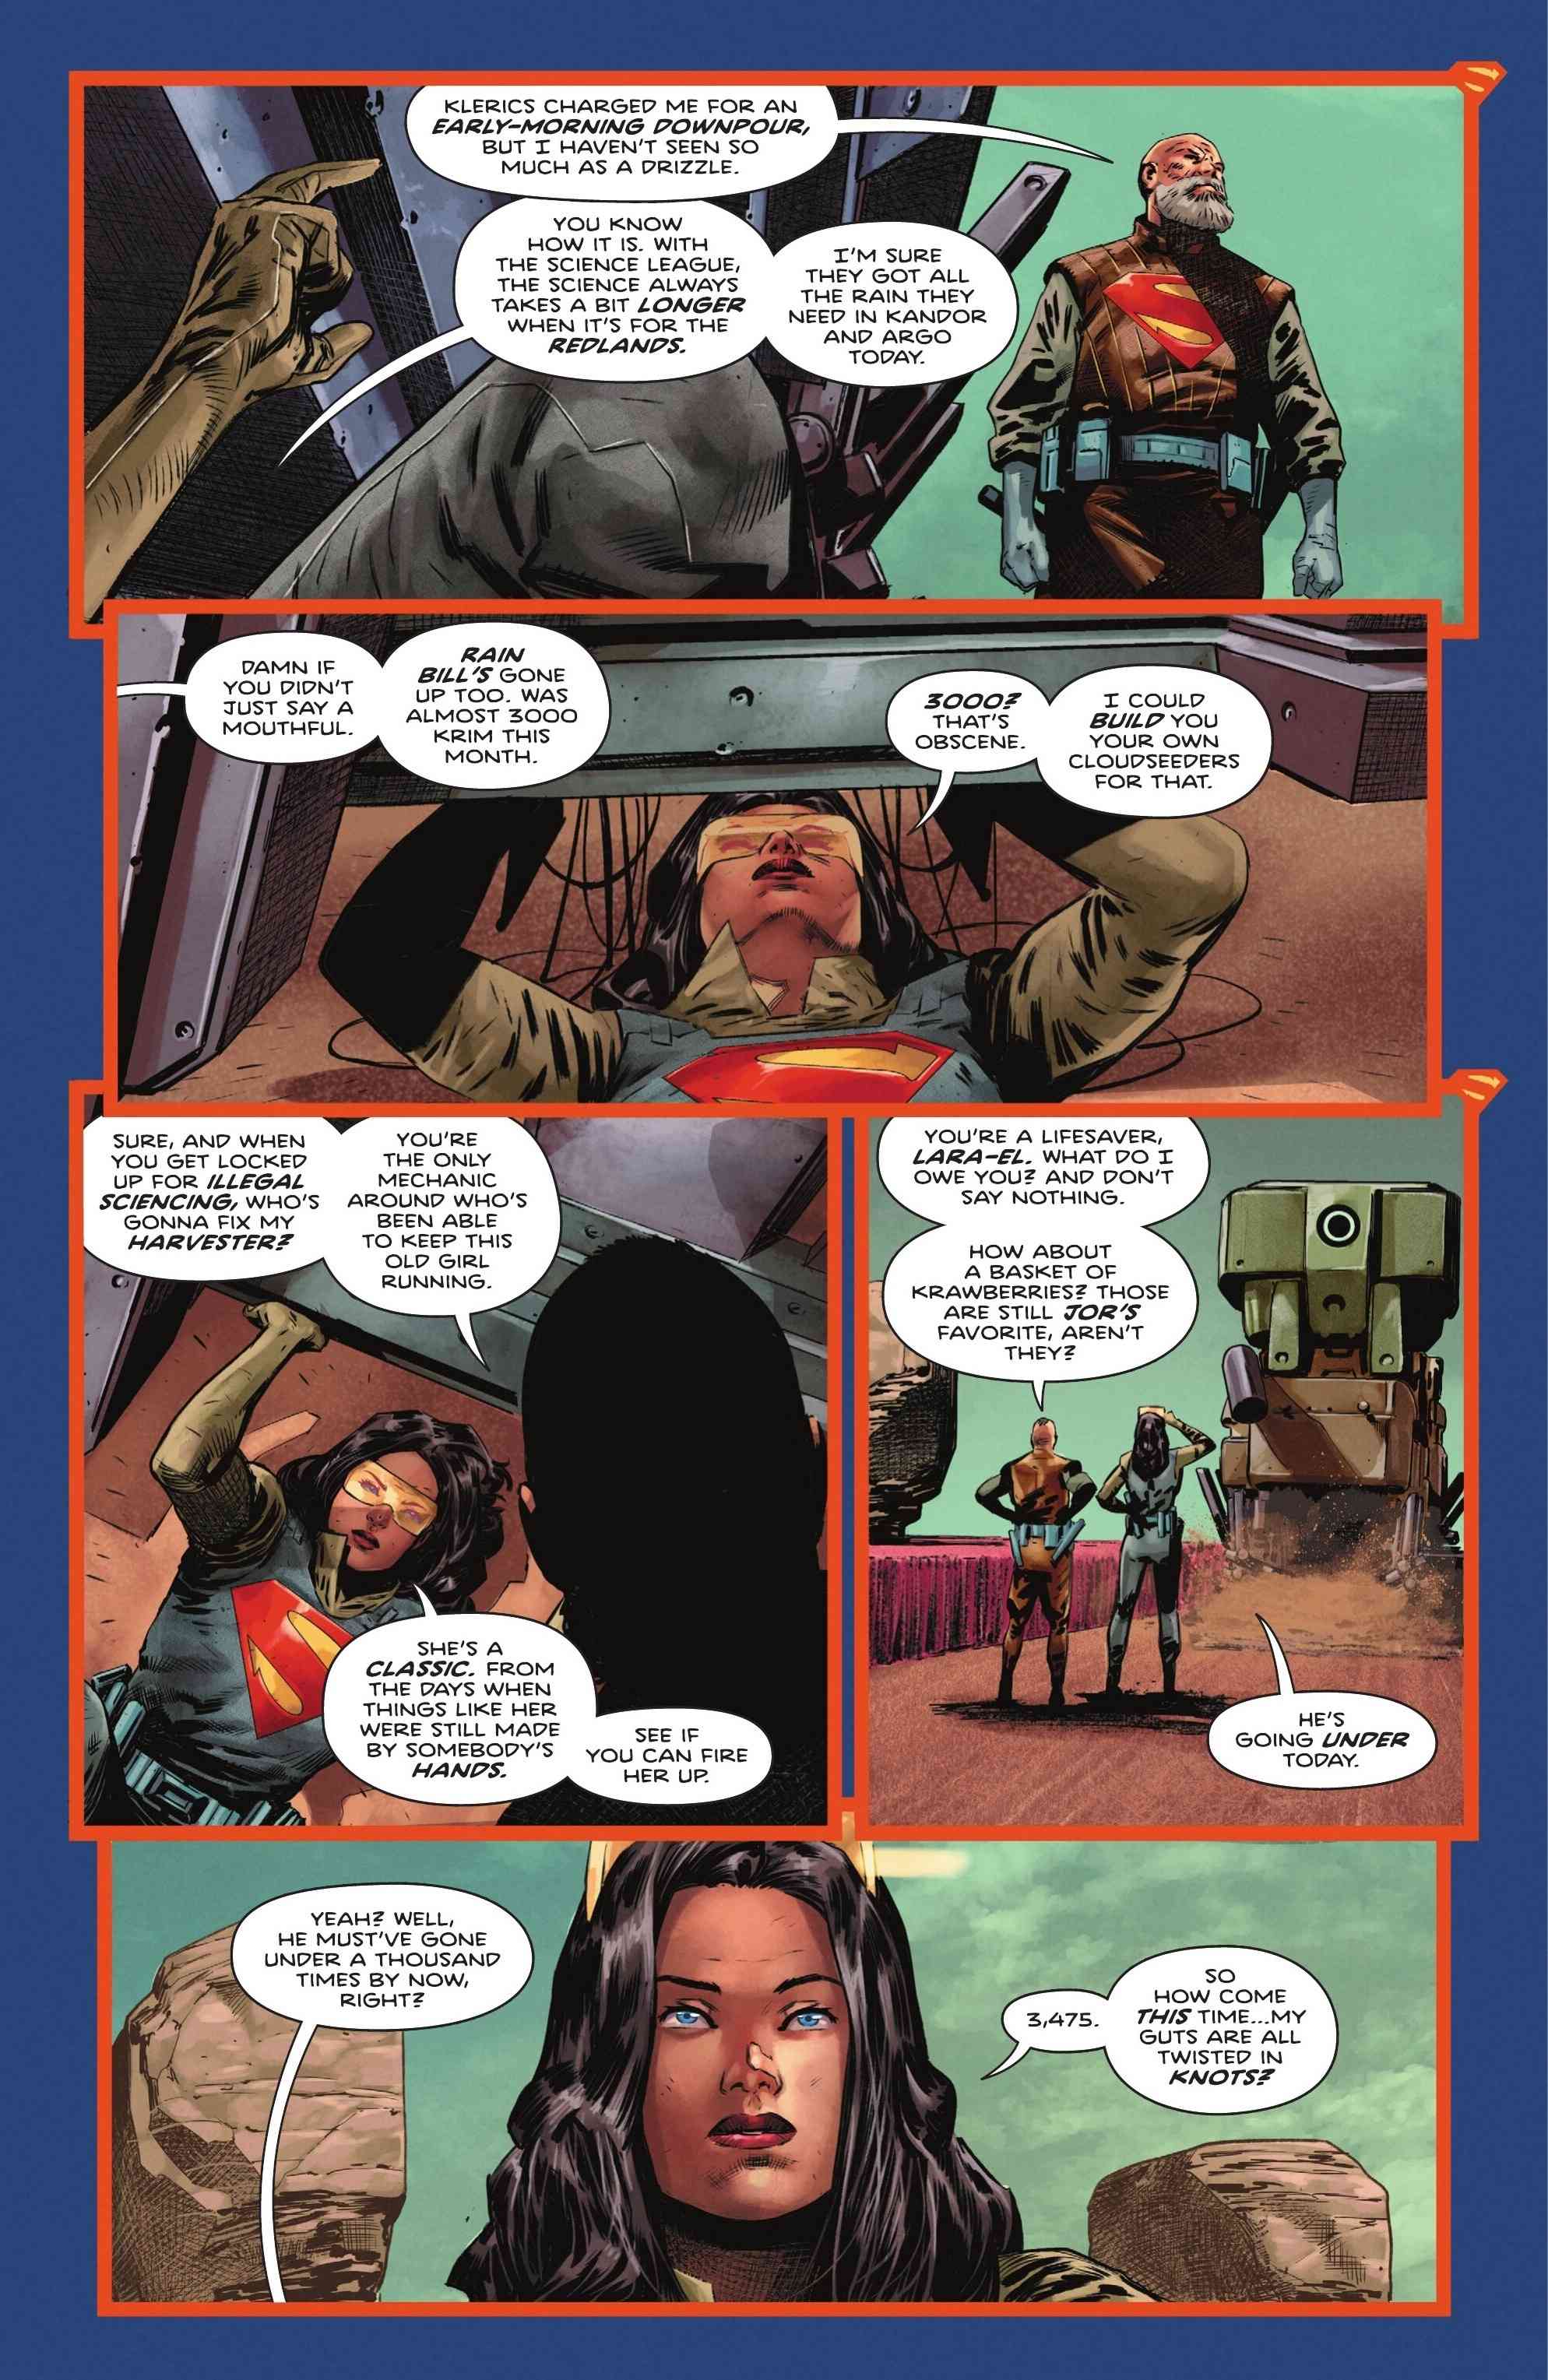 KLERICS CHARGED ME FOR AN
EARLY-MORNING DOWNPOUR,
BUT I HAVEN'T SEEN SO
MUCH AS A DRIZZLE.
YOU KNOW
HOW IT IS. WITH
THE SCIENCE LEAGUE,
THE SCIENCE ALWAYS
TAKES A BIT LONGER
WHEN IT'S FOR THE
REDLANDS.
I'M SURE
THEY GOT ALL
THE RAIN THEY
NEED IN KANDOR
AND ARGO
TODAY.
DAMN IF
YOU DIDN'T
JUST SAY A
MOUTHFUL.
RAIN
BILL'S GONE
UP TOO. WAS
ALMOST 3000
KRIM THIS
MONTH.
3000?
THAT'S
OBSCENE.
I COULD
BUILD YOU
YOUR OWN
CLOUDSEEDERS
FOR THAT.
SURE, AND WHEN
YOU GET LOCKED
UP FOR ILLEGAL
SCIENCING, WHO'S
GONNA FIX MY
HARVESTER?
YOU'RE
THE ONLY
MECHANIC
AROUND WHO'S
BEEN ABLE
TO KEEP THIS
OLD GIRL
RUNNING.
SHE'S A
CLASSIC. FROM
THE DAYS WHEN
THINGS LIKE HER
WERE STILL MADE
BY SOMEBODY'S
HANDS.
SEE IF
YOU CAN FIRE
HER UP.
YOU'RE A LIFESAVER,
LARA-EL. WHAT DO I
OWE YOU? AND DON'T
SAY NOTHING.
HOW ABOUT
A BASKET OF
KRAWBERRIES? THOSE
ARE STILL JOR'S
FAVORITE, AREN'T
THEY?
HE'S
GOING UNDER
TODAY.
YEAH? WELL,
HE MUST'VE GONE
UNDER A THOUSAND
TIMES BY NOW,
RIGHT?
3,475.
SO
HOW COME
THIS TIME...MY
GUTS ARE ALL
TWISTED IN
KNOTS?